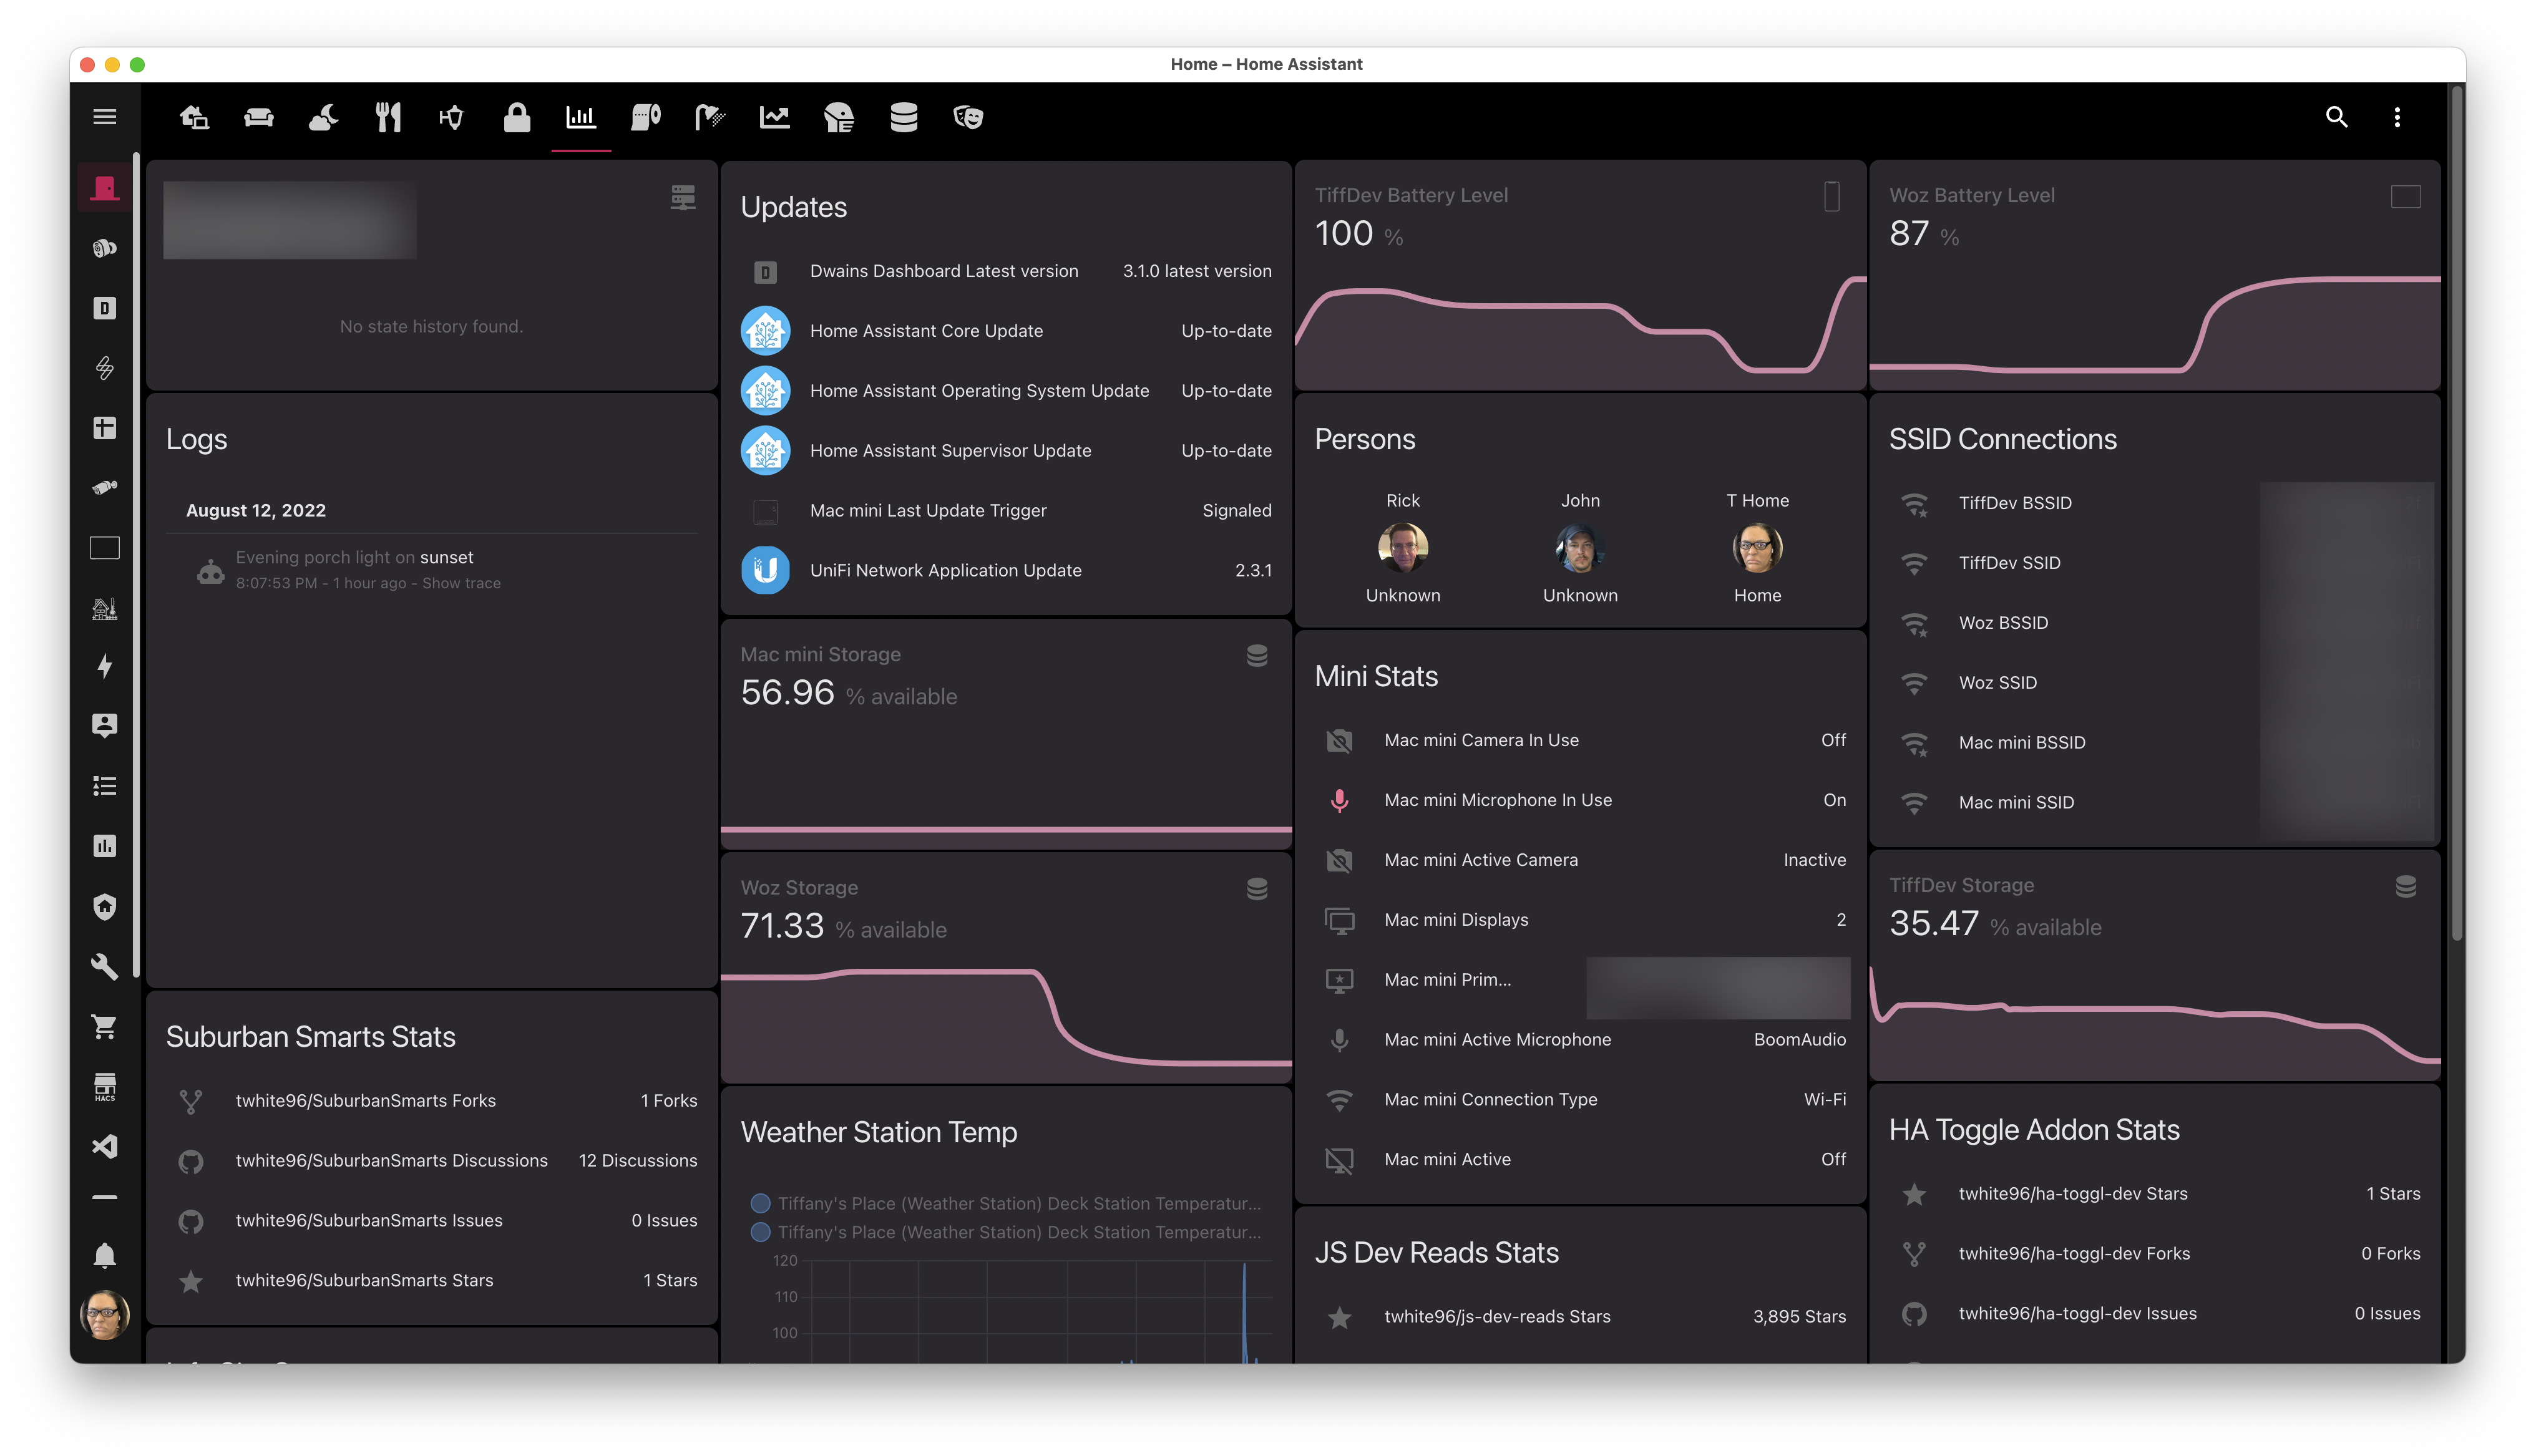 Home – Home Assistant
No state history found.
Logs
August 12, 2022
Evening porch light on sunset
8:07:53 PM - 1 hour ago - Show trace
Suburban Smarts Stats
twhite96/SuburbanSmarts Forks 1 Forks
twhite96/SuburbanSmarts Discussions 12 Discussions
twhite96/SuburbanSmarts Issues 0 Issues
twhite96/SuburbanSmarts Stars 1 Stars
Updates
D Dwains Dashboard Latest version 3.1.0 latest version
Home Assistant Core Update Up-to-date
Home Assistant Operating System Update Up-to-date
Home Assistant Supervisor Update Up-to-date
Mac mini Last Update Trigger Signaled
UniFi Network Application Update 2.3.1
Mac mini Storage
56.96 % available
Woz Storage
71.33 % available
Weather Station Temp
Tiffany's Place (Weather Station) Deck Station Temperatur...
Tiffany's Place (Weather Station) Deck Station Temperatur...
120
110
100
TiffDev Battery Level
100 %
Persons
Rick John T Home
Unknown Unknown Home
Mini Stats
Mac mini Camera In Use Off
Mac mini Microphone In Use On
Mac mini Active Camera Inactive
Mac mini Displays 2
Mac mini Prim...
Mac mini Active Microphone BoomAudio
Mac mini Connection Type Wi-Fi
Mac mini Active Off
JS Dev Reads Stats
twhite96/js-dev-reads Stars 3,895 Stars
Woz Battery Level
87 %
SSID Connections
TiffDev BSSID
TiffDev SSID
Woz BSSID
Woz SSID
Mac mini BSSID
Mac mini SSID
TiffDev Storage
35.47 % available
HA Toggle Addon Stats
twhite96/ha-toggl-dev Stars 1 Stars
twhite96/ha-toggl-dev Forks 0 Forks
twhite96/ha-toggl-dev Issues 0 Issues
D
HACS